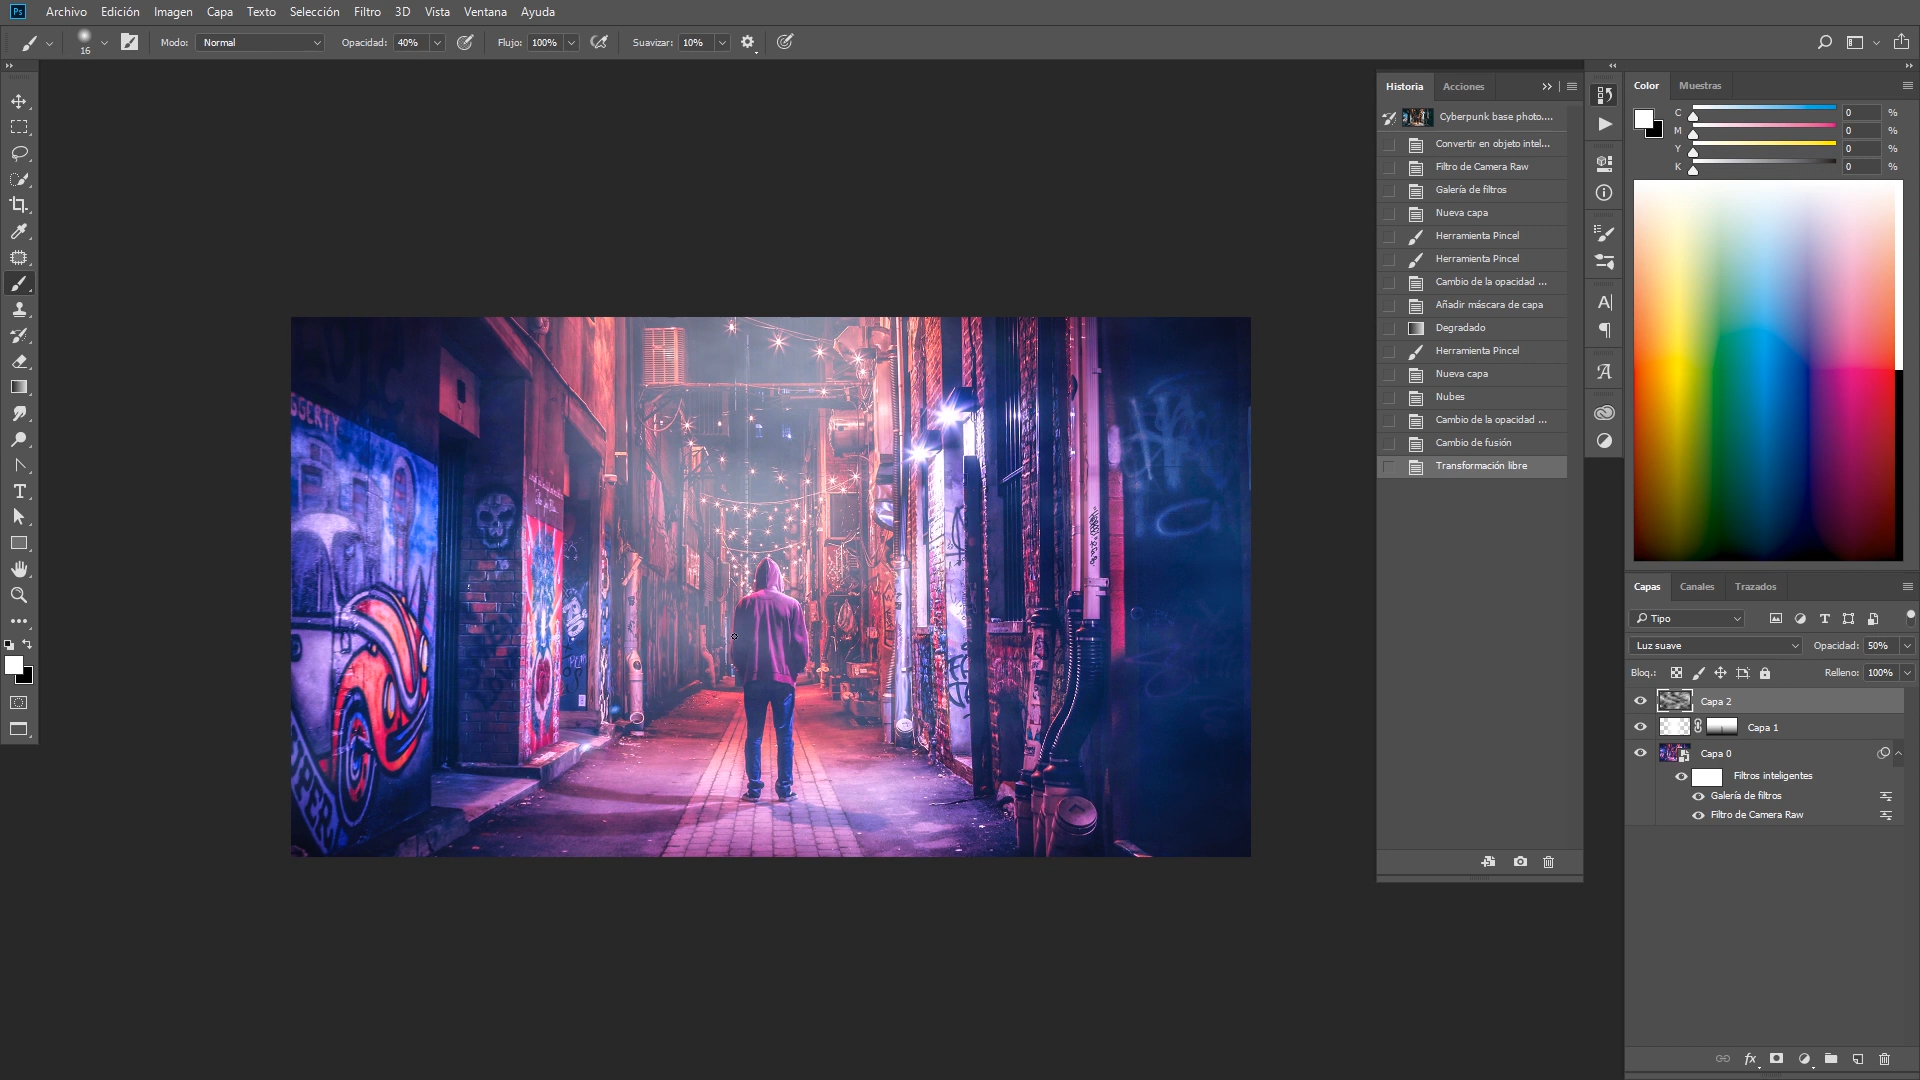 Ps Archivo Edición Imagen Capa Texto Selección Filtro 3D Vista Ventana Ayuda
16 Modo: Normal Opacidad: 40% Flujo: 100% Suavizar: 10%
Historia Acciones
Cyberpunk base photo....
Convertir en objeto intel...
Filtro de Camera Raw
Galería de filtros
Nueva capa
Herramienta Pincel
Herramienta Pincel
Cambio de la opacidad ...
Añadir máscara de capa
Degradado
Herramienta Pincel
Nueva capa
Nubes
Cambio de la opacidad ...
Cambio de fusión
Transformación libre
Color Muestras
C 0 %
M 0 %
Y 0 %
K 0 %
Capas Canales Trazados
Tipo
Luz suave Opacidad: 50%
Bloq.: Relleno: 100%
Capa 2
Capa 1
Capa 0
Filtros inteligentes
Galería de filtros
Filtro de Camera Raw
fx